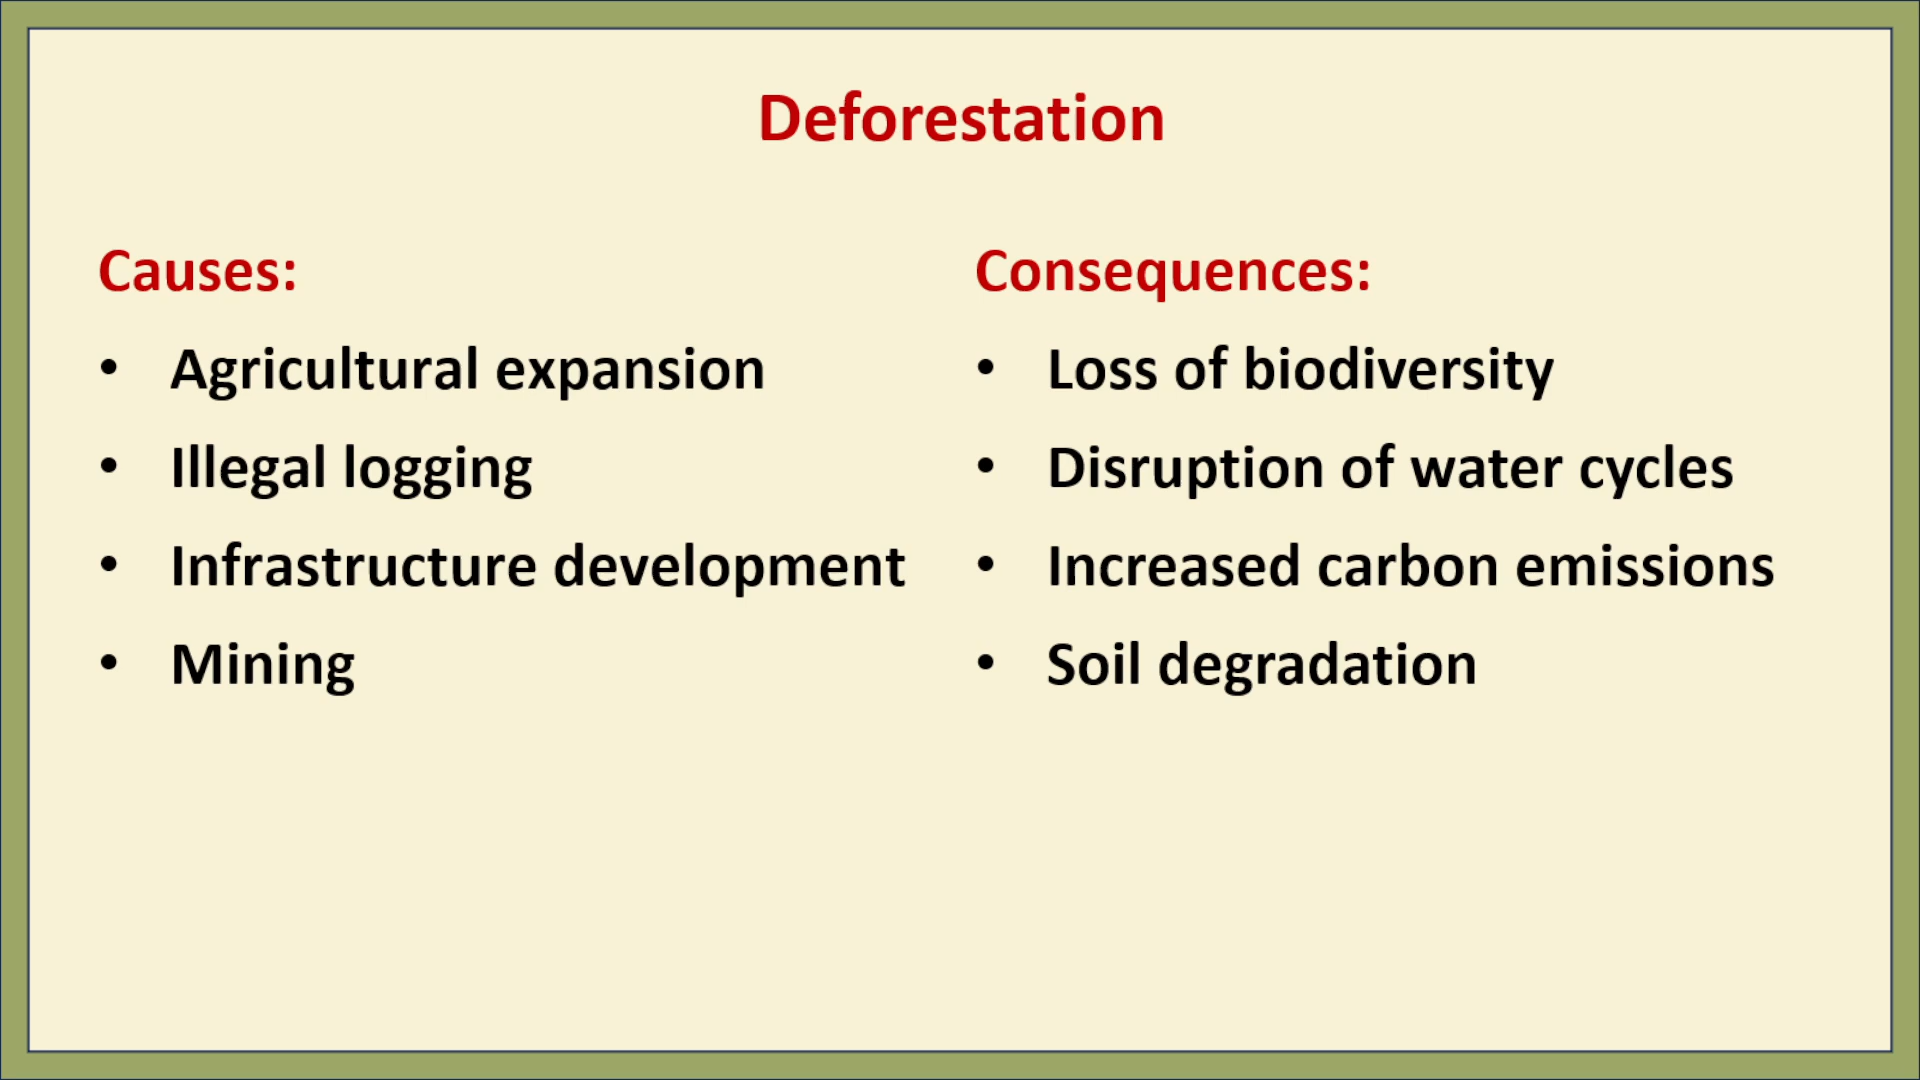 Deforestation
Causes:
• Agricultural expansion
• Illegal logging
• Infrastructure development
• Mining
Consequences:
• Loss of biodiversity
• Disruption of water cycles
• Increased carbon emissions
• Soil degradation